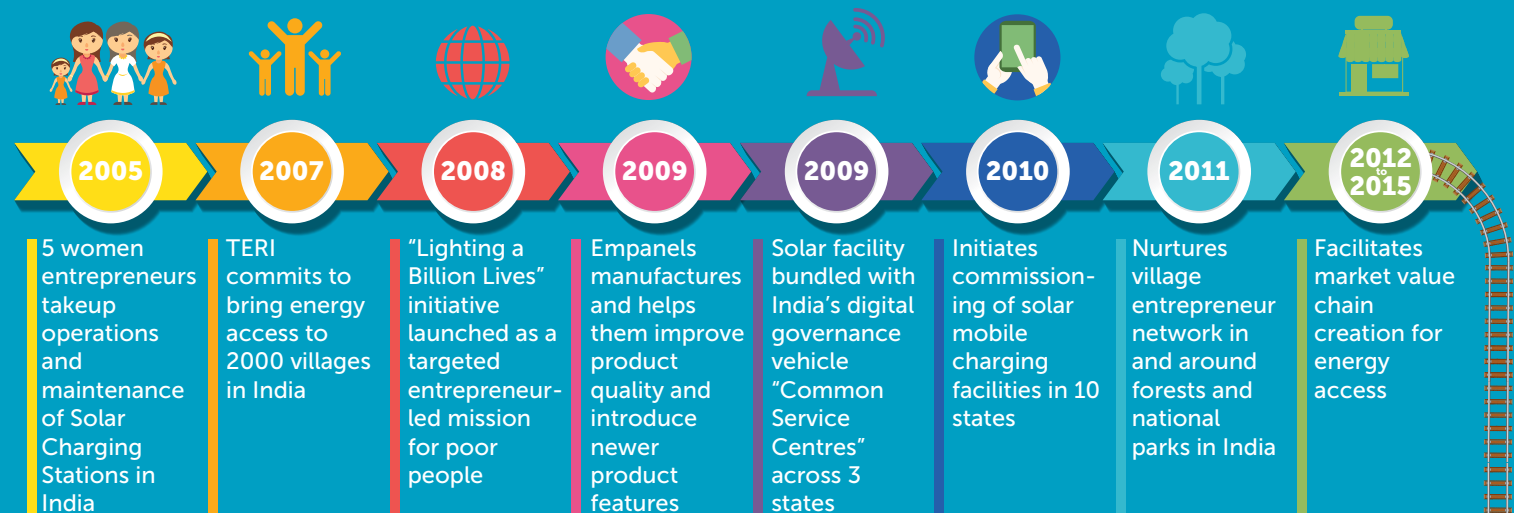 2005
2007
2008
2009
2009
2010
2011
2012
to
2015
5 women
entrepreneurs
takeup
operations
and
maintenance
of Solar
Charging
Stations in
India
TERI
commits to
bring energy
access to
2000 villages
in India
“Lighting a
Billion Lives”
initiative
launched as a
targeted
entrepreneur-
led mission
for poor
people
Empanels
manufactures
and helps
them improve
product
quality and
introduce
newer
product
features
Solar facility
bundled with
India’s digital
governance
vehicle
“Common
Service
Centres”
across 3
states
Initiates
commission-
ing of solar
mobile
charging
facilities in 10
states
Nurtures
village
entrepreneur
network in
and around
forests and
national
parks in India
Facilitates
market value
chain
creation for
energy
access